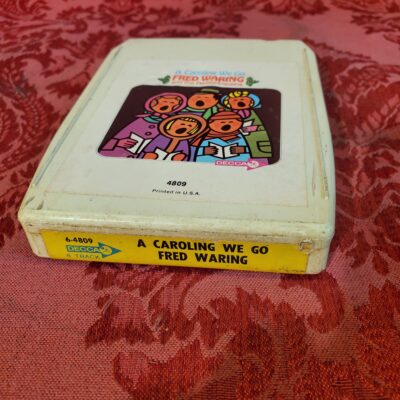 A Caroling We Go
FRED WARING
DECCA
4809
Printed in U.S.A.
6-4809
DECCA
8 TRACK
A CAROLING WE GO
FRED WARING